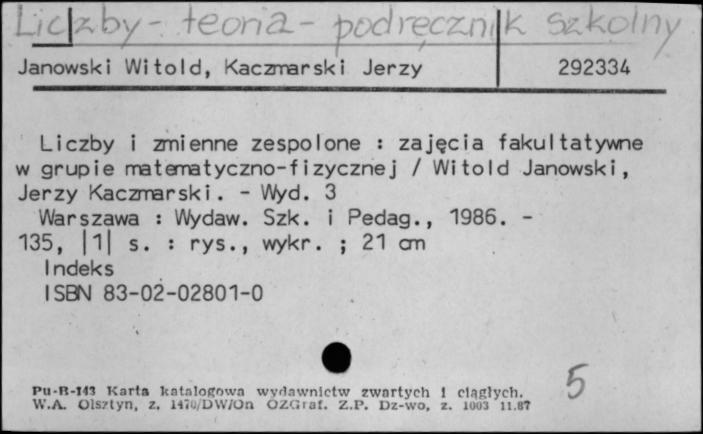 Liczby - teoria - podręcznik szkolny
Janowski Witold, Kaczmarski Jerzy 292334
Liczby i zmienne zespolone : zajęcia fakultatywne
w grupie matematyczno-fizycznej / Witold Janowski,
Jerzy Kaczmarski. - Wyd. 3
Warszawa : Wydaw. Szk. i Pedag., 1986. -
135, |1| s. : rys., wykr. ; 21 cm
Indeks
ISBN 83-02-02801-0
5
Pu-B-143 Karta katalogowa wydawnictw zwartych i ciągłych.
W.A. Olsztyn, z. 1470/DW/On OZGraf. Z.P. Dz-wo, z. 1003 11.87